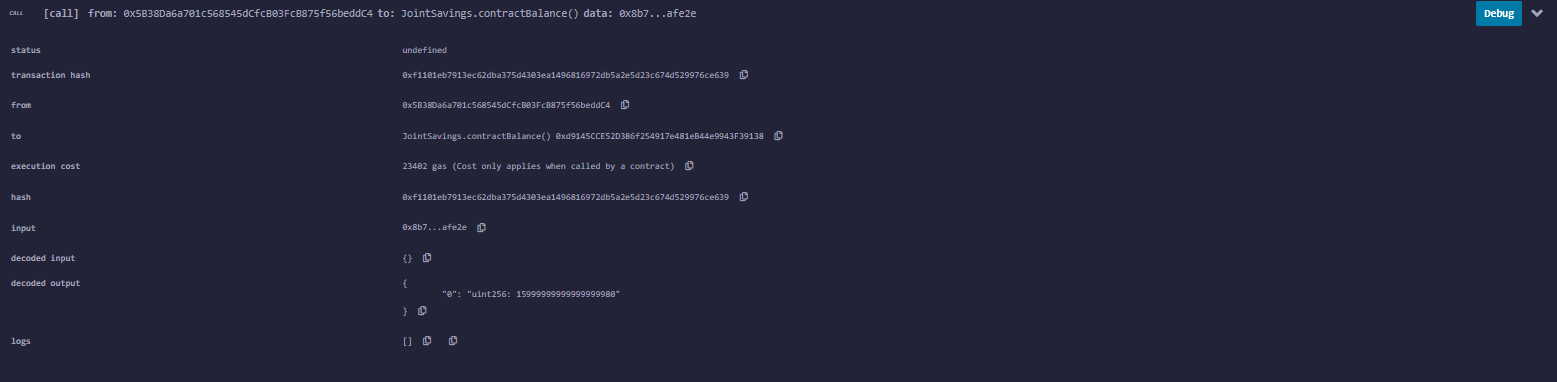 CALL [call] from: 0x5B38Da6a701c568545dCfcB03FcB875f56beddC4 to: JointSavings.contractBalance() data: 0x8b7...afe2e Debug
status undefined
transaction hash 0xf1101eb7913ec62dba375d4303ea1496816972db5a2e5d23c674d529976ce639
from 0x5B38Da6a701c568545dCfcB03FcB875f56beddC4
to JointSavings.contractBalance() 0xd9145CCE52D386f254917e481eB44e9943F39138
execution cost 23402 gas (Cost only applies when called by a contract)
hash 0xf1101eb7913ec62dba375d4303ea1496816972db5a2e5d23c674d529976ce639
input 0x8b7...afe2e
decoded input {}
decoded output {
"0": "uint256: 15999999999999999980"
}
logs []